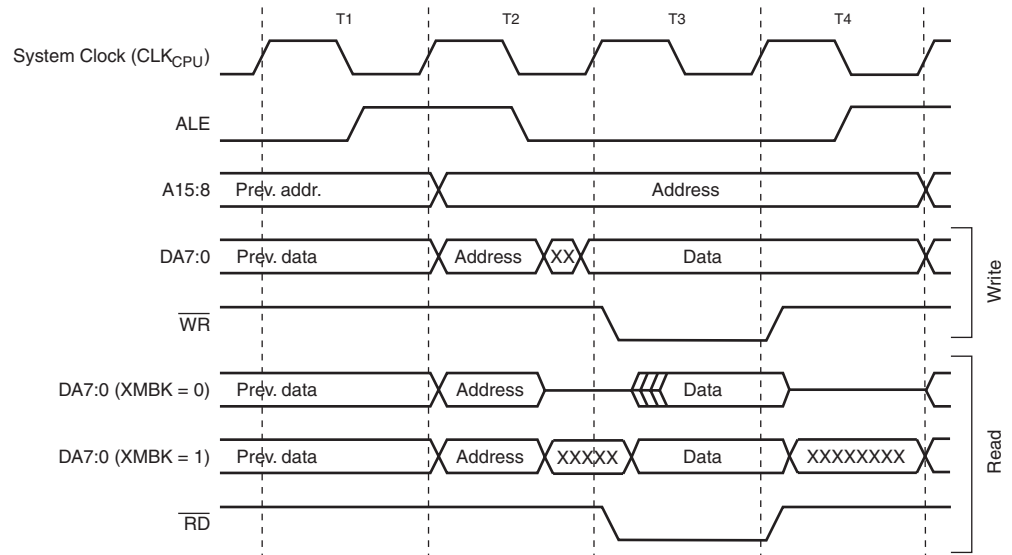 T1 T2 T3 T4
System Clock (CLKCPU)
ALE
A15:8 Prev. addr. Address
DA7:0 Prev. data Address XX Data
WR
Write
DA7:0 (XMBK = 0) Prev. data Address Data
DA7:0 (XMBK = 1) Prev. data Address XXXXX Data XXXXXXXX
RD
Read